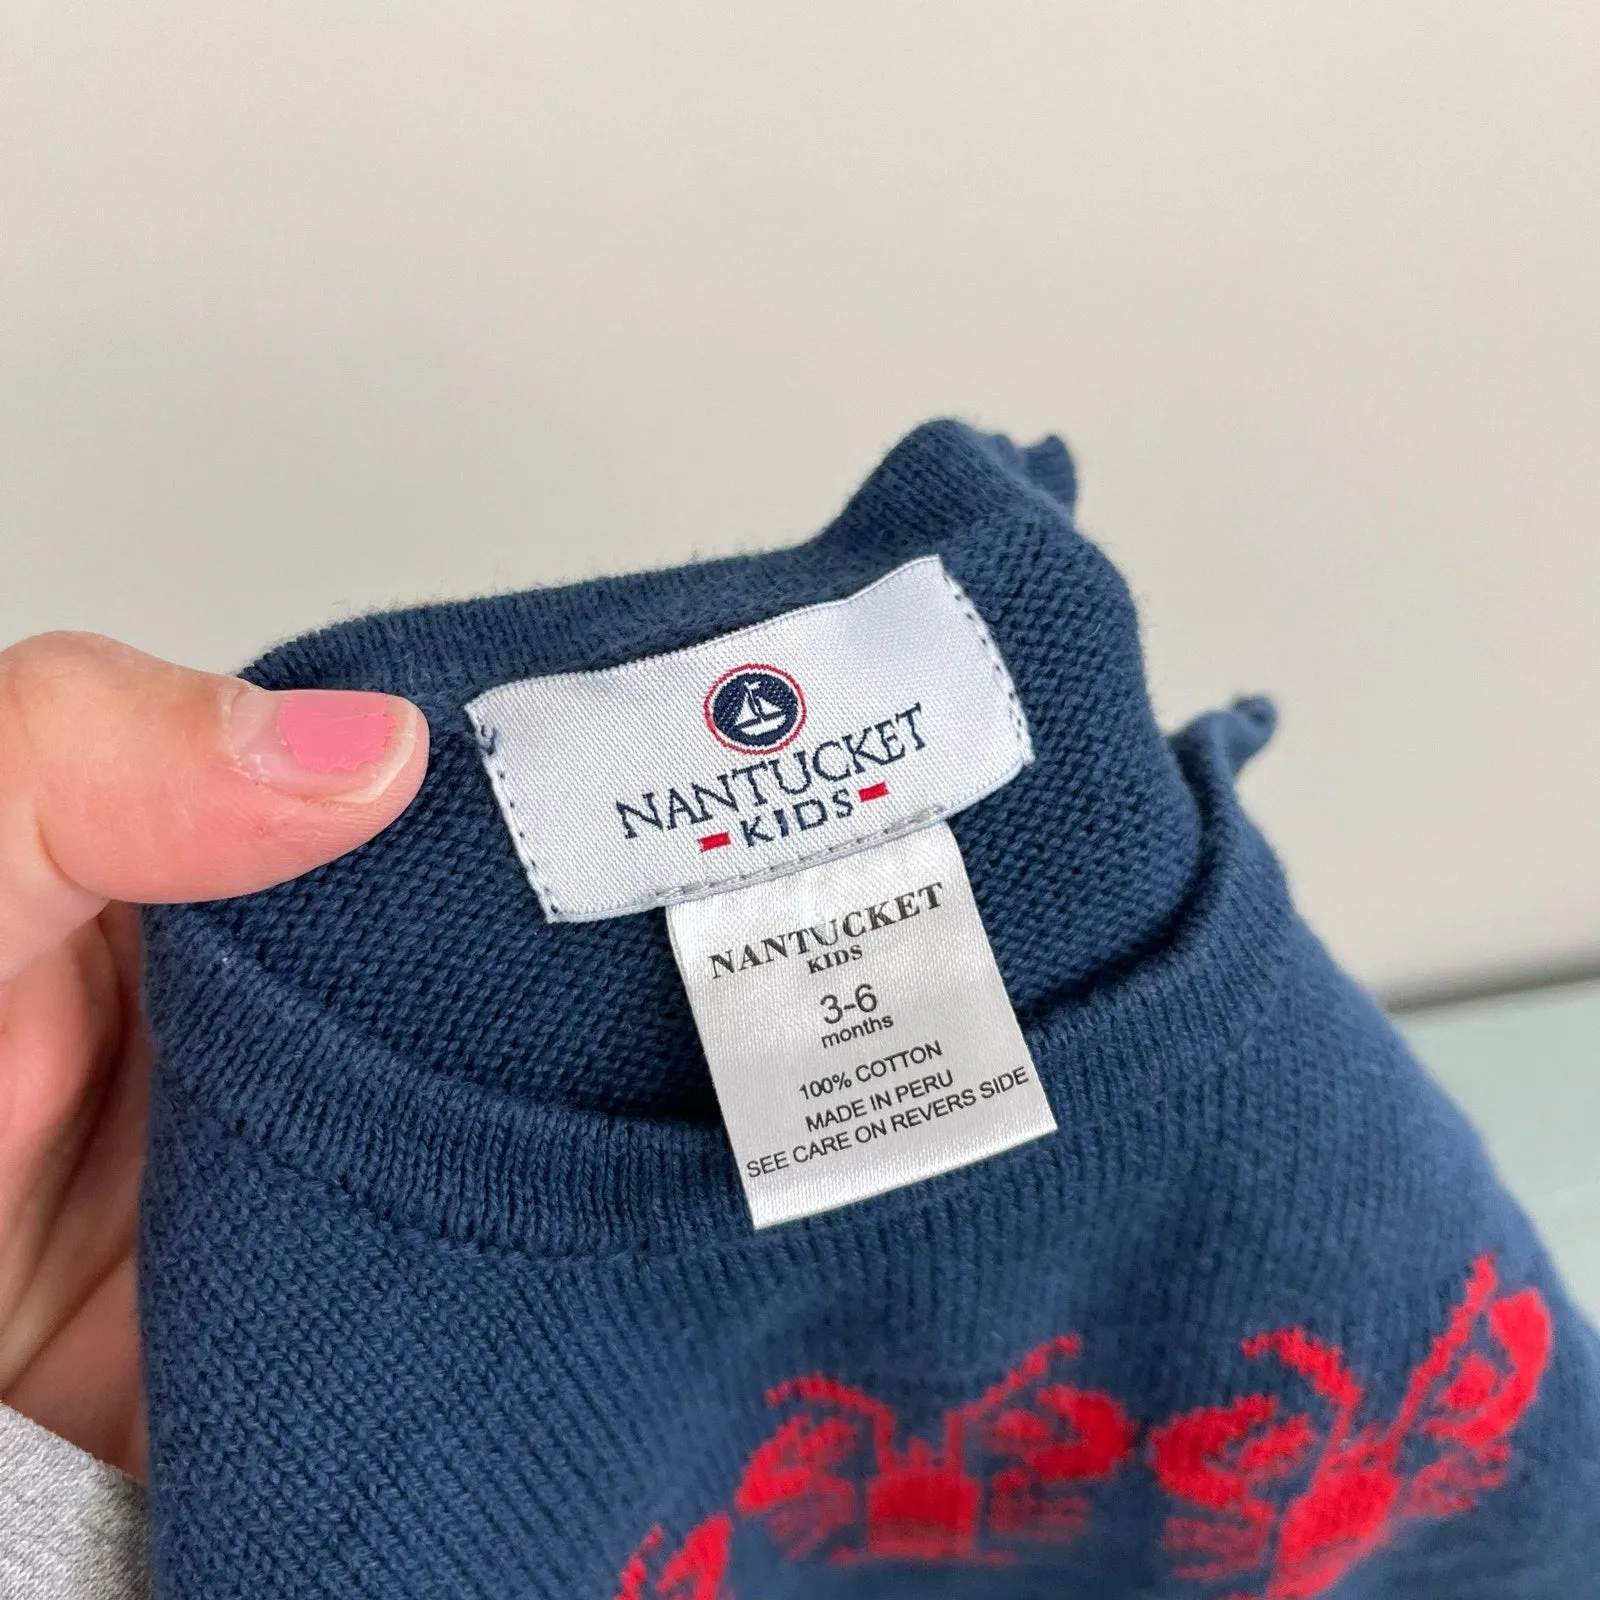 NANTUCKET
KIDS
NANTUCKET
KIDS
3-6
months
100% COTTON
MADE IN PERU
SEE CARE ON REVERS SIDE